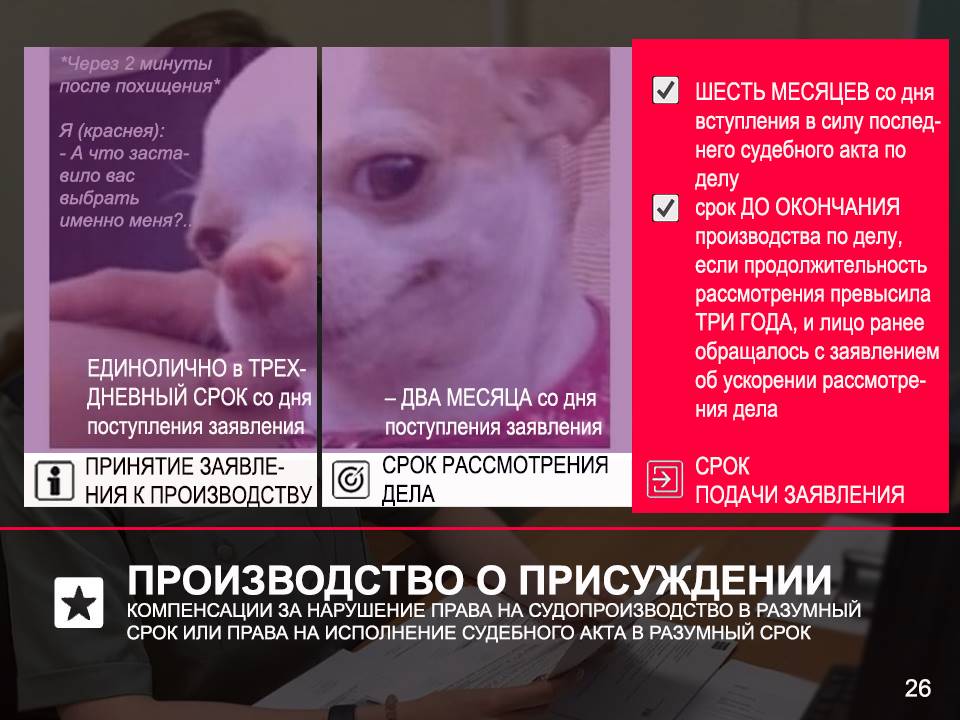 *Через 2 минуты
после похищения*
Я (краснея):
- А что заста-
вило вас
выбрать
именно меня?..
ЕДИНОЛИЧНО в ТРЕХ-
ДНЕВНЫЙ СРОК со дня
поступления заявления
ПРИНЯТИЕ ЗАЯВЛЕ-
НИЯ К ПРОИЗВОДСТВУ
– ДВА МЕСЯЦА со дня
поступления заявления
СРОК РАССМОТРЕНИЯ
ДЕЛА
ШЕСТЬ МЕСЯЦЕВ со дня
вступления в силу послед-
него судебного акта по
делу
срок ДО ОКОНЧАНИЯ
производства по делу,
если продолжительность
рассмотрения превысила
ТРИ ГОДА, и лицо ранее
обращалось с заявлением
об ускорении рассмотре-
ния дела
СРОК
ПОДАЧИ ЗАЯВЛЕНИЯ
ПРОИЗВОДСТВО О ПРИСУЖДЕНИИ
КОМПЕНСАЦИИ ЗА НАРУШЕНИЕ ПРАВА НА СУДОПРОИЗВОДСТВО В РАЗУМНЫЙ
СРОК ИЛИ ПРАВА НА ИСПОЛНЕНИЕ СУДЕБНОГО АКТА В РАЗУМНЫЙ СРОК
26